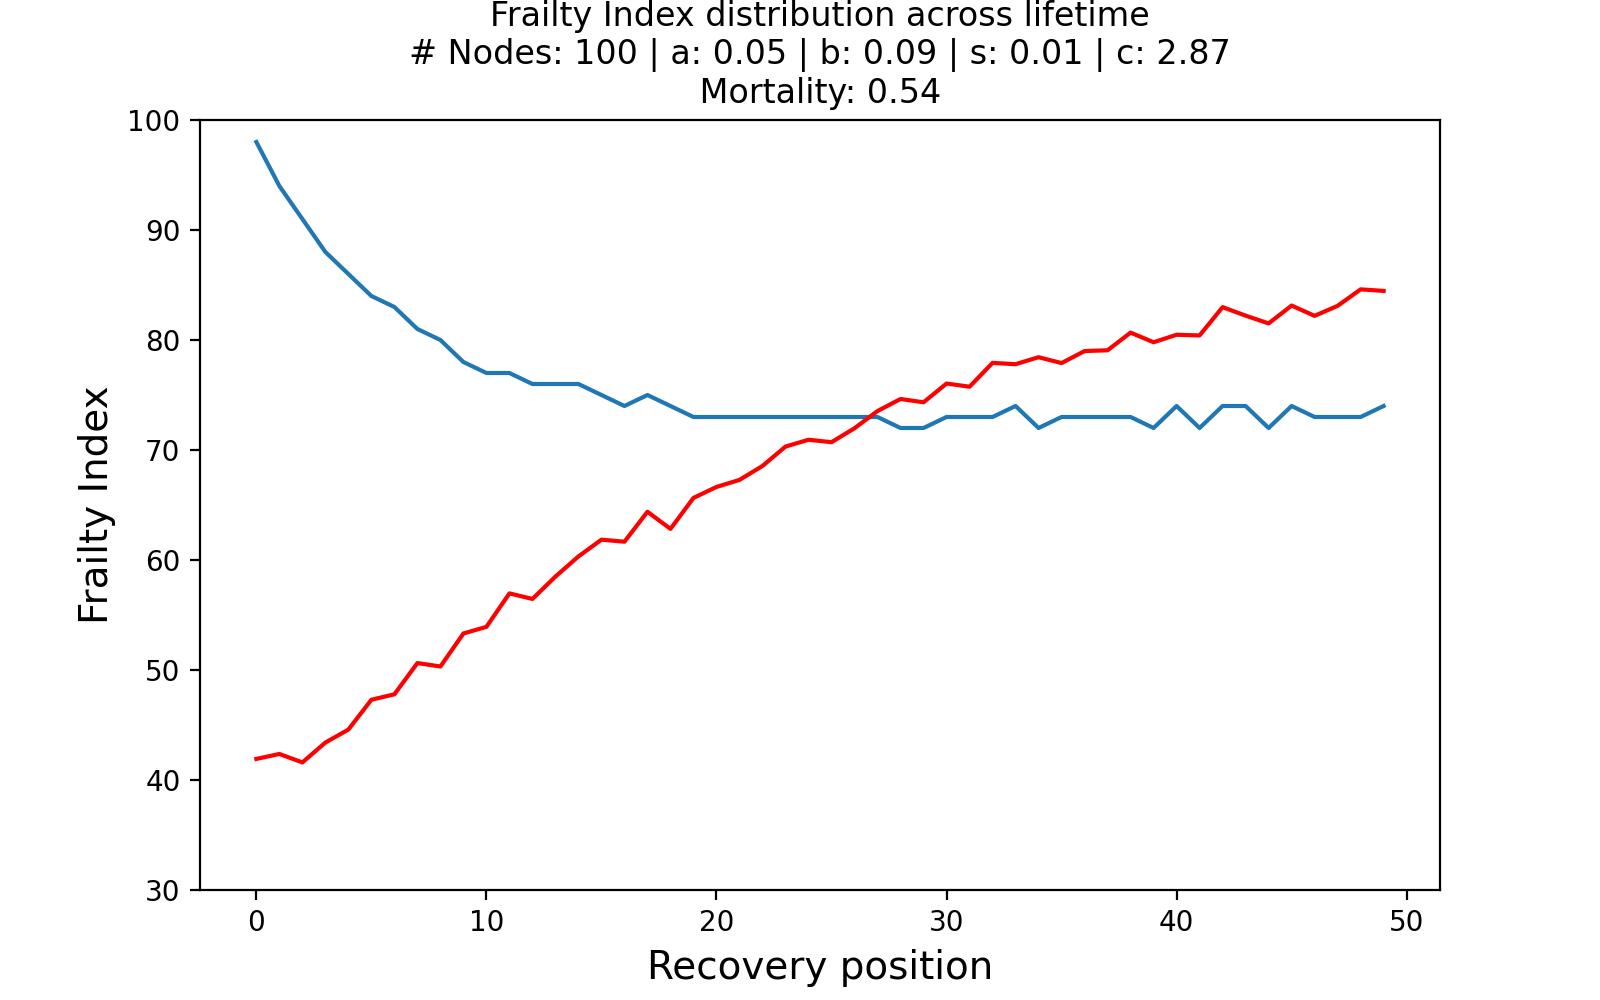 Frailty Index distribution across lifetime
# Nodes: 100 | a: 0.05 | b: 0.09 | s: 0.01 | c: 2.87
Mortality: 0.54
100
90
80
70
60
50
40
30
Frailty Index
0 10 20 30 40 50
Recovery position